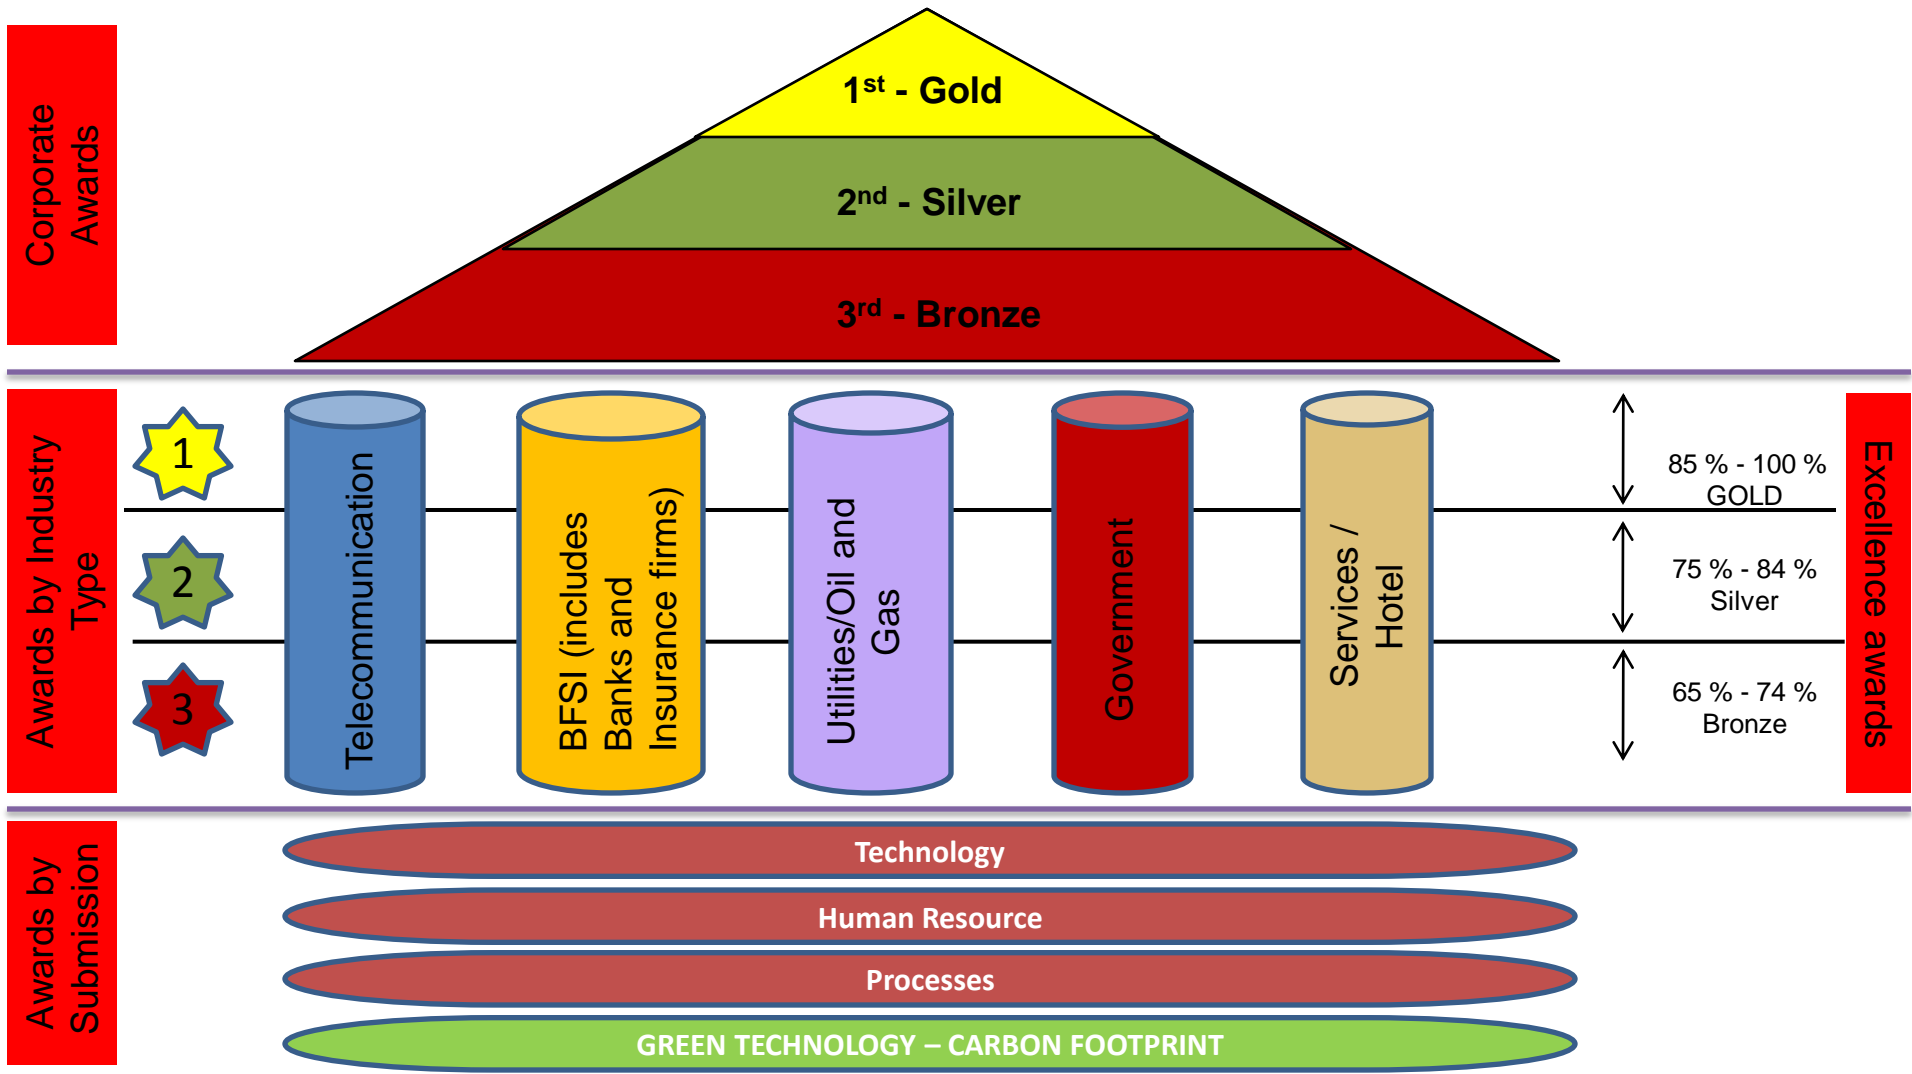 Corporate
Awards
1st - Gold
2nd - Silver
3rd - Bronze
Awards by Industry
Type
1
2
3
Telecommunication
BFSI (includes
Banks and
Insurance firms)
Utilities/Oil and
Gas
Government
Services /
Hotel
85 % - 100 %
GOLD
75 % - 84 %
Silver
65 % - 74 %
Bronze
Excellence awards
Awards by
Submission
Technology
Human Resource
Processes
GREEN TECHNOLOGY – CARBON FOOTPRINT